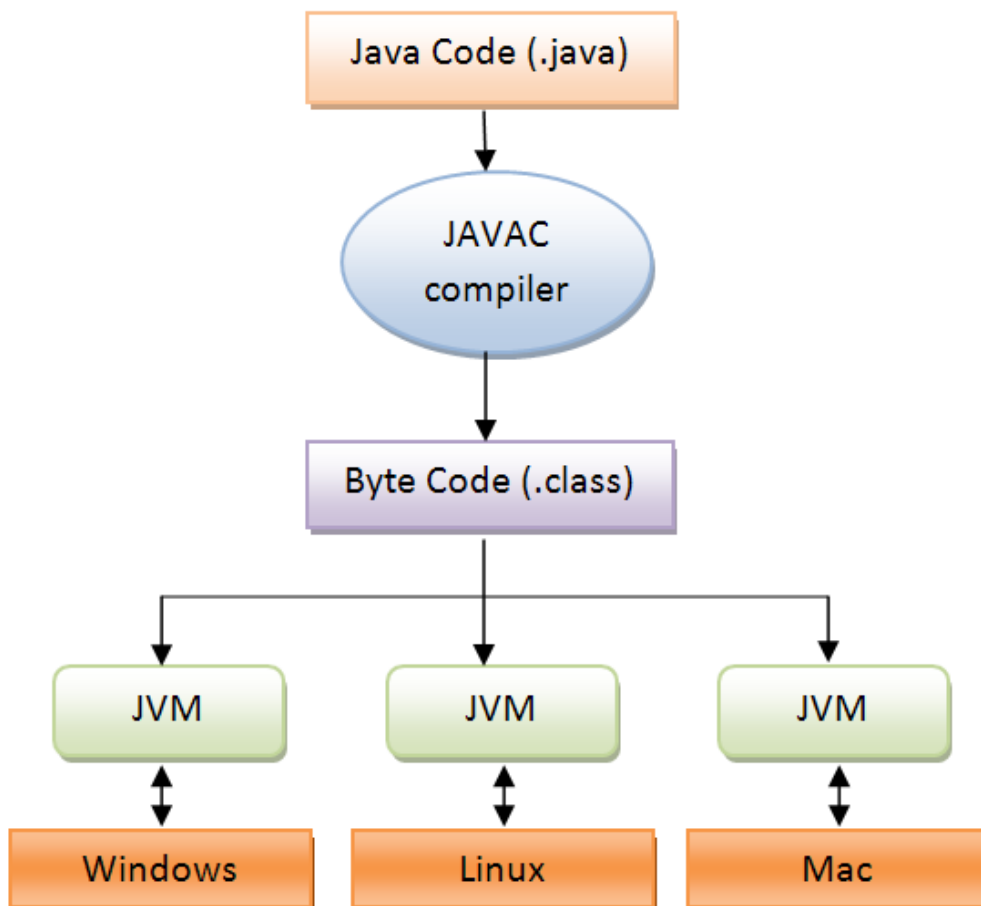 Java Code (.java)
JAVAC
compiler
Byte Code (.class)
JVM
JVM
JVM
Windows
Linux
Mac